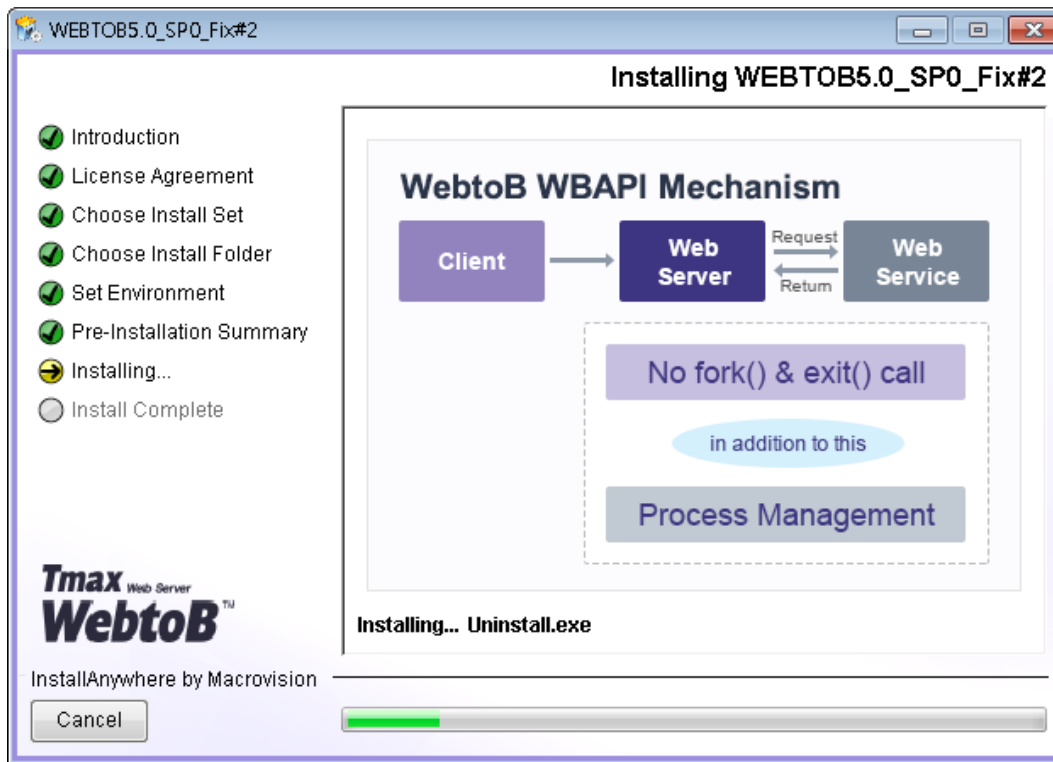 WEBTOB5.0_SP0_Fix#2
Installing WEBTOB5.0_SP0_Fix#2
Introduction
License Agreement
Choose Install Set
Choose Install Folder
Set Environment
Pre-Installation Summary
Installing...
Install Complete
WebtoB WBAPI Mechanism
Client
Web Server
Request
Return
Web Service
No fork() & exit() call
in addition to this
Process Management
Tmax Web Server
WebtoB™
Installing... Uninstall.exe
InstallAnywhere by Macrovision
Cancel